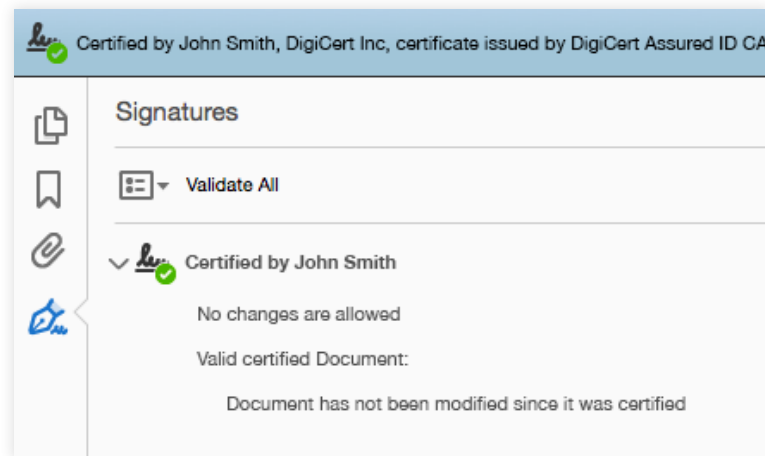 Certified by John Smith, DigiCert Inc, certificate issued by DigiCert Assured ID CA
Signatures
Validate All
Certified by John Smith
No changes are allowed
Valid certified Document:
Document has not been modified since it was certified